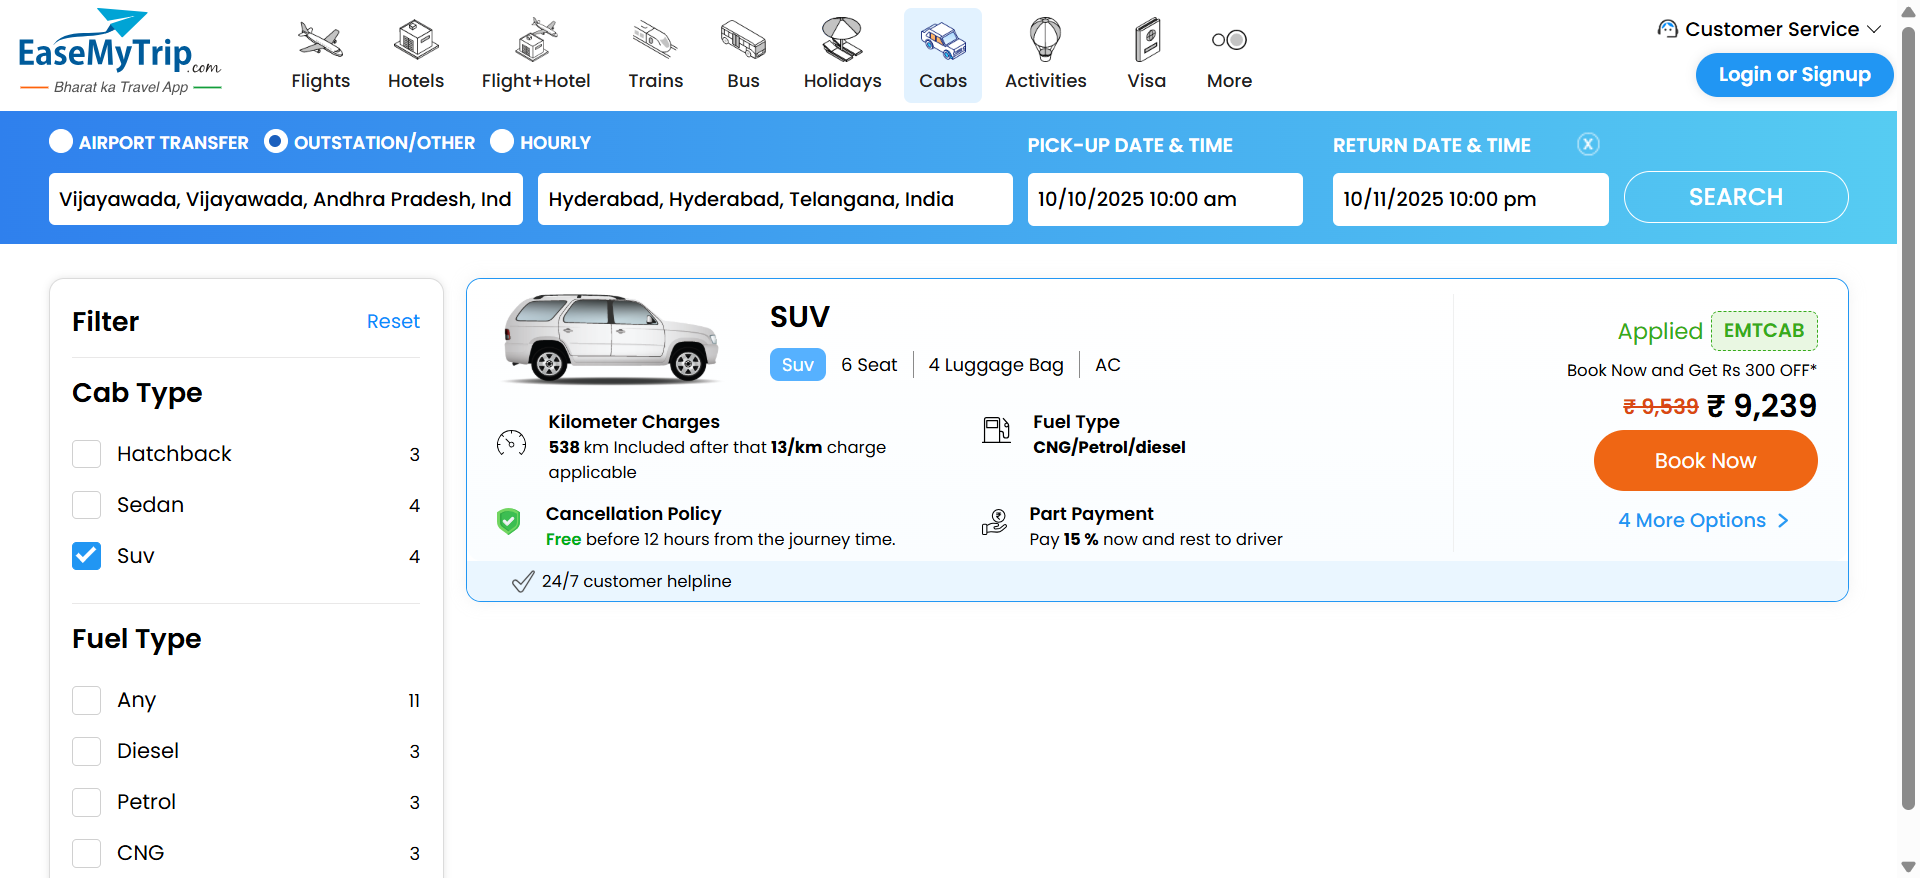 EaseMyTrip.com
Bharat ka Travel App
Flights
Hotels
Flight+Hotel
Trains
Bus
Holidays
Cabs
Activities
Visa
More
Customer Service
Login or Signup
AIRPORT TRANSFER
OUTSTATION/OTHER
HOURLY
PICK-UP DATE & TIME
RETURN DATE & TIME
X
Vijayawada, Vijayawada, Andhra Pradesh, Ind
Hyderabad, Hyderabad, Telangana, India
10/10/2025 10:00 am
10/11/2025 10:00 pm
SEARCH
Filter
Reset
Cab Type
Hatchback 3
Sedan 4
Suv 4
Fuel Type
Any 11
Diesel 3
Petrol 3
CNG 3
SUV
Suv
6 Seat
4 Luggage Bag
AC
Kilometer Charges
538 km Included after that 13/km charge
applicable
Fuel Type
CNG/Petrol/diesel
Cancellation Policy
Free before 12 hours from the journey time.
Part Payment
Pay 15 % now and rest to driver
24/7 customer helpline
Applied EMTCAB
Book Now and Get Rs 300 OFF*
₹ 9,539 ₹ 9,239
Book Now
4 More Options